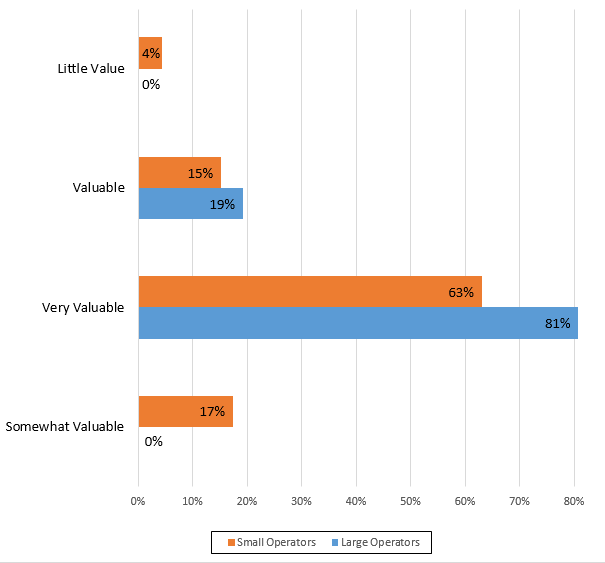 Little Value
4%
0%
Valuable
15%
19%
Very Valuable
63%
81%
Somewhat Valuable
17%
0%
0% 10% 20% 30% 40% 50% 60% 70% 80%
Small Operators Large Operators